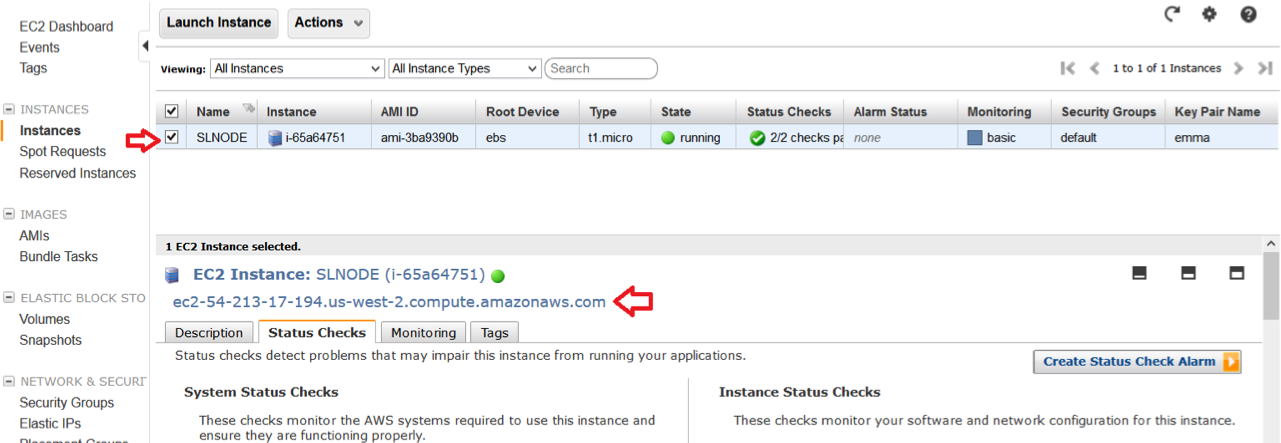 EC2 Dashboard
Events
Tags
INSTANCES
Instances
Spot Requests
Reserved Instances
IMAGES
AMIs
Bundle Tasks
ELASTIC BLOCK STO
Volumes
Snapshots
NETWORK & SECURIT
Security Groups
Elastic IPs
Placement Groups
Launch Instance Actions
Viewing: All Instances All Instance Types Search 1 to 1 of 1 Instances
Name Instance AMI ID Root Device Type State Status Checks Alarm Status Monitoring Security Groups Key Pair Name
SLNODE i-65a64751 ami-3ba9390b ebs t1.micro running 2/2 checks pa none basic default emma
1 EC2 Instance selected.
EC2 Instance: SLNODE (i-65a64751)
ec2-54-213-17-194.us-west-2.compute.amazonaws.com
Description Status Checks Monitoring Tags
Status checks detect problems that may impair this instance from running your applications.
Create Status Check Alarm
System Status Checks
These checks monitor the AWS systems required to use this instance and
ensure they are functioning properly.
Instance Status Checks
These checks monitor your software and network configuration for this instance.